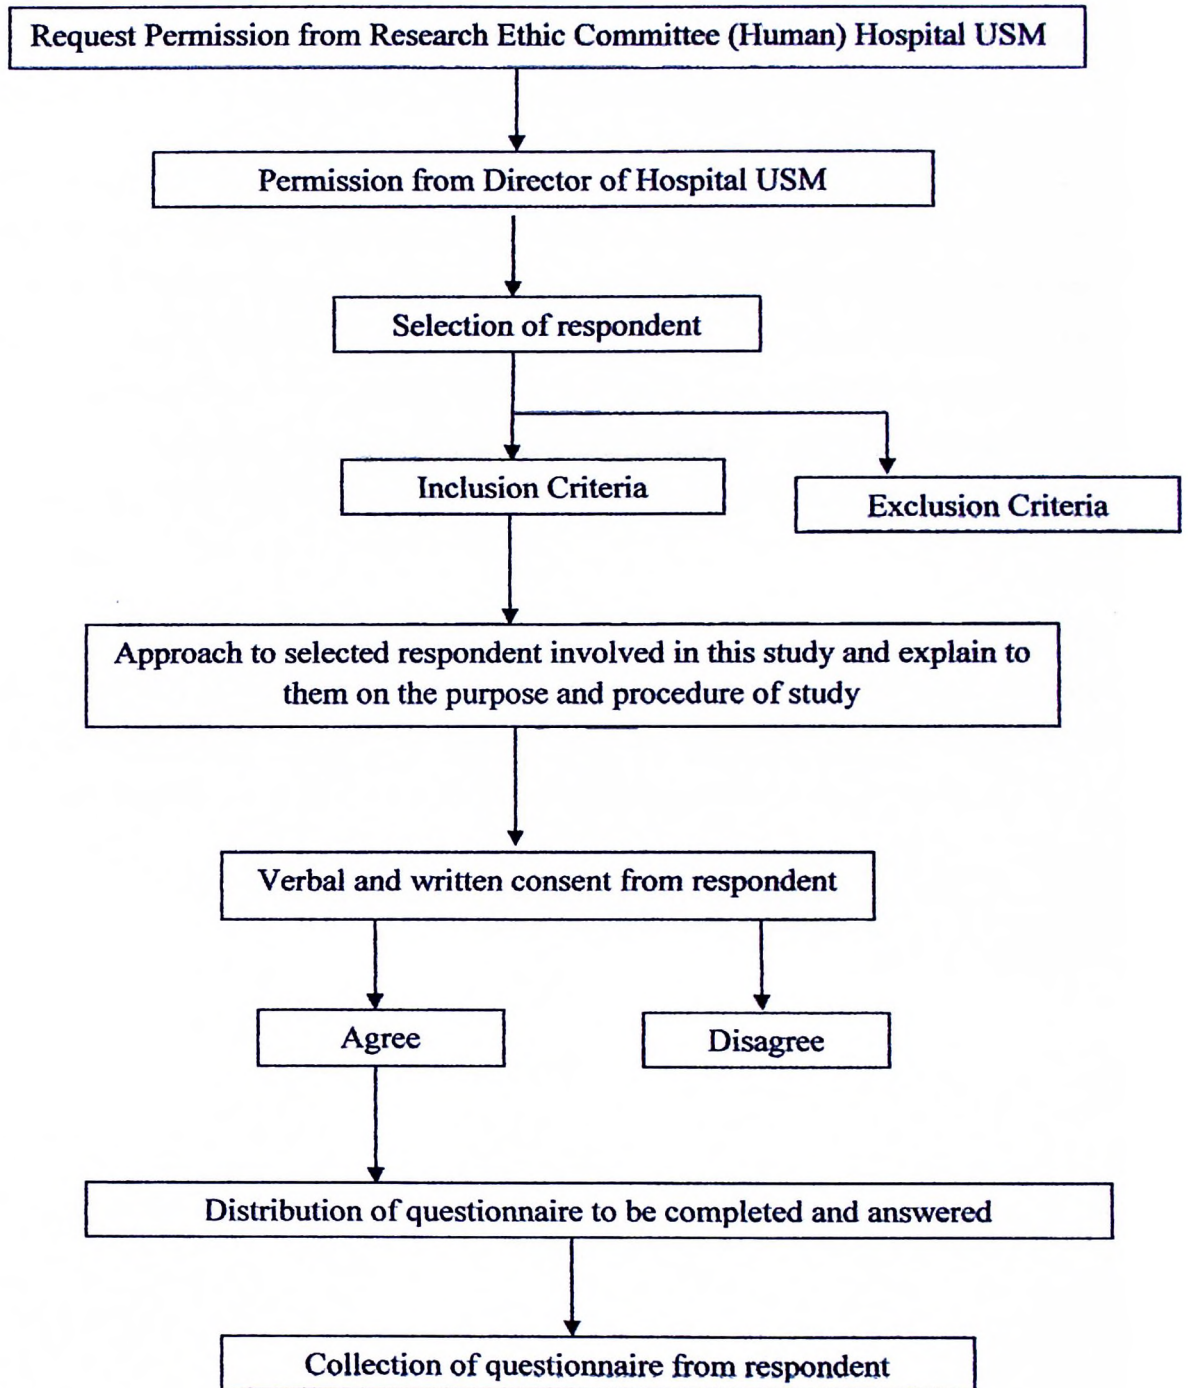 Request Permission from Research Ethic Committee (Human) Hospital USM
Permission from Director of Hospital USM
Selection of respondent
Inclusion Criteria
Exclusion Criteria
Approach to selected respondent involved in this study and explain to
them on the purpose and procedure of study
Verbal and written consent from respondent
Agree
Disagree
Distribution of questionnaire to be completed and answered
Collection of questionnaire from respondent